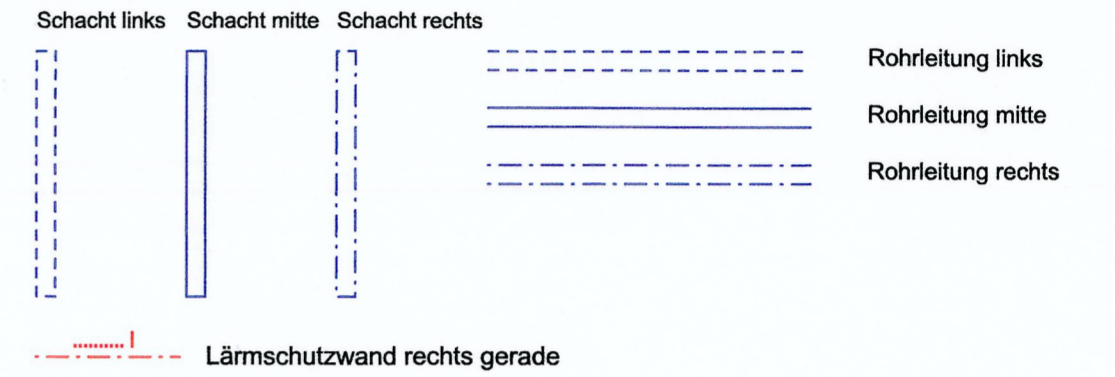 Schacht links Schacht mitte Schacht rechts
Rohrleitung links
Rohrleitung mitte
Rohrleitung rechts
Lärmschutzwand rechts gerade